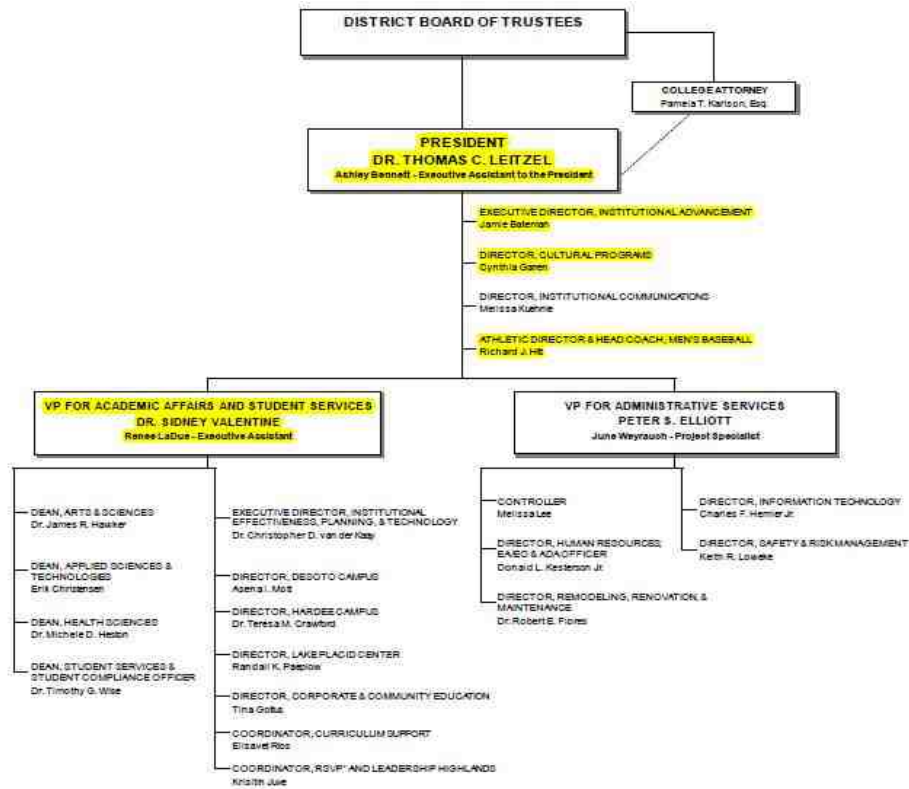 DISTRICT BOARD OF TRUSTEES
COLLEGE ATTORNEY
Pamela T. Karlson, Esq.
PRESIDENT
DR. THOMAS C. LEITZEL
Ashley Bennett - Executive Assistant to the President
EXECUTIVE DIRECTOR, INSTITUTIONAL ADVANCEMENT
Jamie Bateman
DIRECTOR, CULTURAL PROGRAMS
Cynthia Garren
DIRECTOR, INSTITUTIONAL COMMUNICATIONS
Melissa Kuehnle
ATHLETIC DIRECTOR & HEAD COACH, MEN'S BASEBALL
Richard J. Hitt
VP FOR ACADEMIC AFFAIRS AND STUDENT SERVICES
DR. SIDNEY VALENTINE
Renee LaDue - Executive Assistant
DEAN, ARTS & SCIENCES
Dr. James R. Hawker
DEAN, APPLIED SCIENCES &
TECHNOLOGIES
Erik Christensen
DEAN, HEALTH SCIENCES
Dr. Michele D. Heston
DEAN, STUDENT SERVICES &
STUDENT COMPLIANCE OFFICER
Dr. Timothy G. Wise
EXECUTIVE DIRECTOR, INSTITUTIONAL
EFFECTIVENESS, PLANNING, & TECHNOLOGY
Dr. Christopher D. van der Kaay
DIRECTOR, DESOTO CAMPUS
Asena I. Mott
DIRECTOR, HARDEE CAMPUS
Dr. Teresa M. Crawford
DIRECTOR, LAKE PLACID CENTER
Randall K. Paeplow
DIRECTOR, CORPORATE & COMMUNITY EDUCATION
Tina Gottus
COORDINATOR, CURRICULUM SUPPORT
Elisavet Rios
COORDINATOR, "RSVP" AND LEADERSHIP HIGHLANDS
Kristin Juve
VP FOR ADMINISTRATIVE SERVICES
PETER S. ELLIOTT
June Weyrauch - Project Specialist
CONTROLLER
Melissa Lee
DIRECTOR, HUMAN RESOURCES,
EA/EO & ADA OFFICER
Donald L. Kesterson Jr.
DIRECTOR, REMODELING, RENOVATION, &
MAINTENANCE
Dr. Robert E. Flores
DIRECTOR, INFORMATION TECHNOLOGY
Charles F. Hemler Jr.
DIRECTOR, SAFETY & RISK MANAGEMENT
Keith R. Loweke